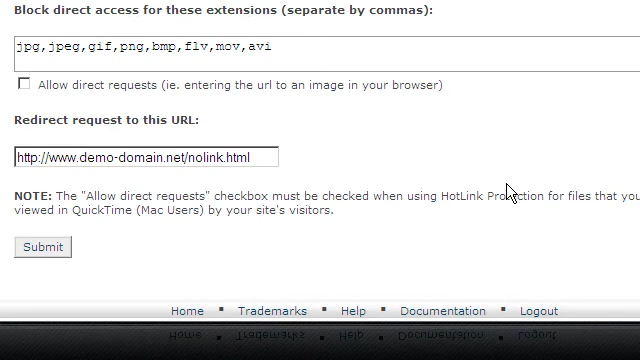 Block direct access for these extensions (separate by commas):
jpg,jpeg,gif,png,bmp,flv,mov,avi
Allow direct requests (ie. entering the url to an image in your browser)
Redirect request to this URL:
http://www.demo-domain.net/nolink.html
NOTE: The "Allow direct requests" checkbox must be checked when using HotLink Protection for files that you
viewed in QuickTime (Mac Users) by your site's visitors.
Submit
Home ▪ Trademarks ▪ Help ▪ Documentation ▪ Logout